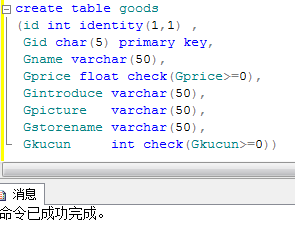 create table goods
(id int identity(1,1) ,
Gid char(5) primary key,
Gname varchar(50),
Gprice float check(Gprice>=0),
Gintroduce varchar(50),
Gpicture   varchar(50),
Gstorename varchar(50),
Gkucun     int check(Gkucun>=0))
消息
命令已成功完成。